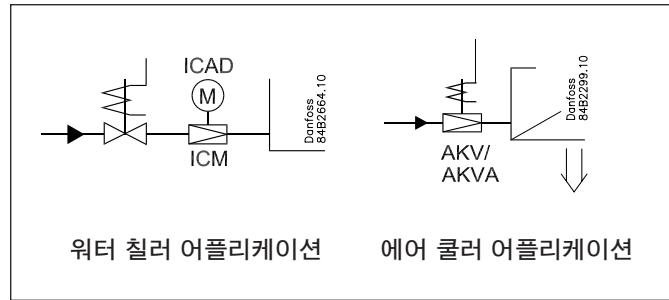 ICAD
M
ICM
Danfoss
84B2664.10
워터 칠러 어플리케이션
AKV/
AKVA
Danfoss
84B2299.10
에어 쿨러 어플리케이션